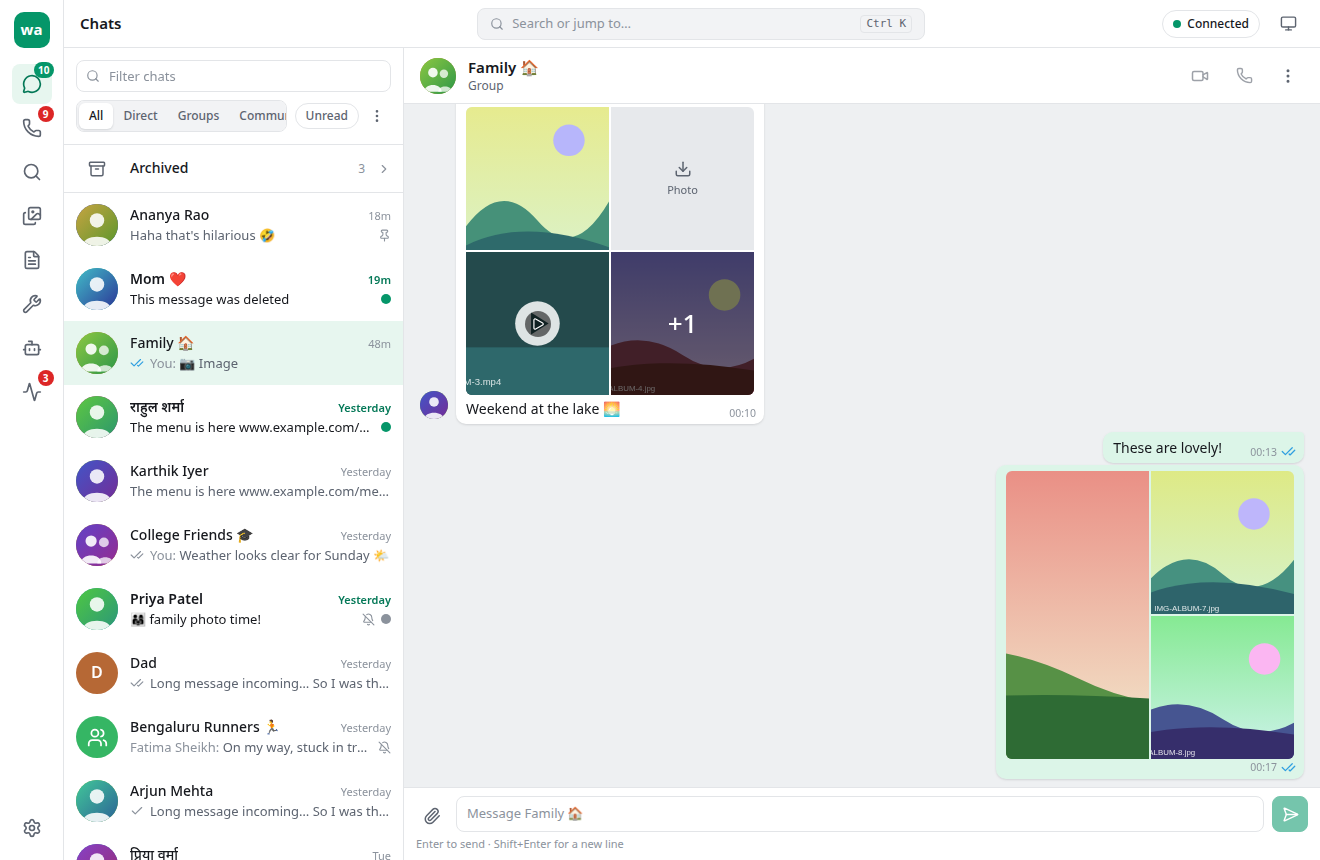 wa
Chats
Search or jump to...
Ctrl K
Connected
10
9
3
Filter chats
All
Direct
Groups
Unread
Archived
3
Ananya Rao
18m
Haha that's hilarious 🤣
Mom ❤️
19m
This message was deleted
Family 🏠
48m
You: 📷 Image
राहुल शर्मा
Yesterday
The menu is here www.example.com/...
Karthik Iyer
Yesterday
The menu is here www.example.com/me...
College Friends 🎓
Yesterday
You: Weather looks clear for Sunday 🌤️
Priya Patel
Yesterday
👨‍👩‍👧 family photo time!
D
Dad
Yesterday
Long message incoming... So I was th...
Bengaluru Runners 🏃
Yesterday
Fatima Sheikh: On my way, stuck in tr...
Arjun Mehta
Yesterday
Long message incoming... So I was th...
प्रिया वर्मा
Tue
Family 🏠
Group
Photo
M-3.mp4
+1
ALBUM-4.jpg
Weekend at the lake 🌅
00:10
These are lovely!
00:13
IMG-ALBUM-7.jpg
ALBUM-8.jpg
00:17
Message Family 🏠
Enter to send · Shift+Enter for a new line